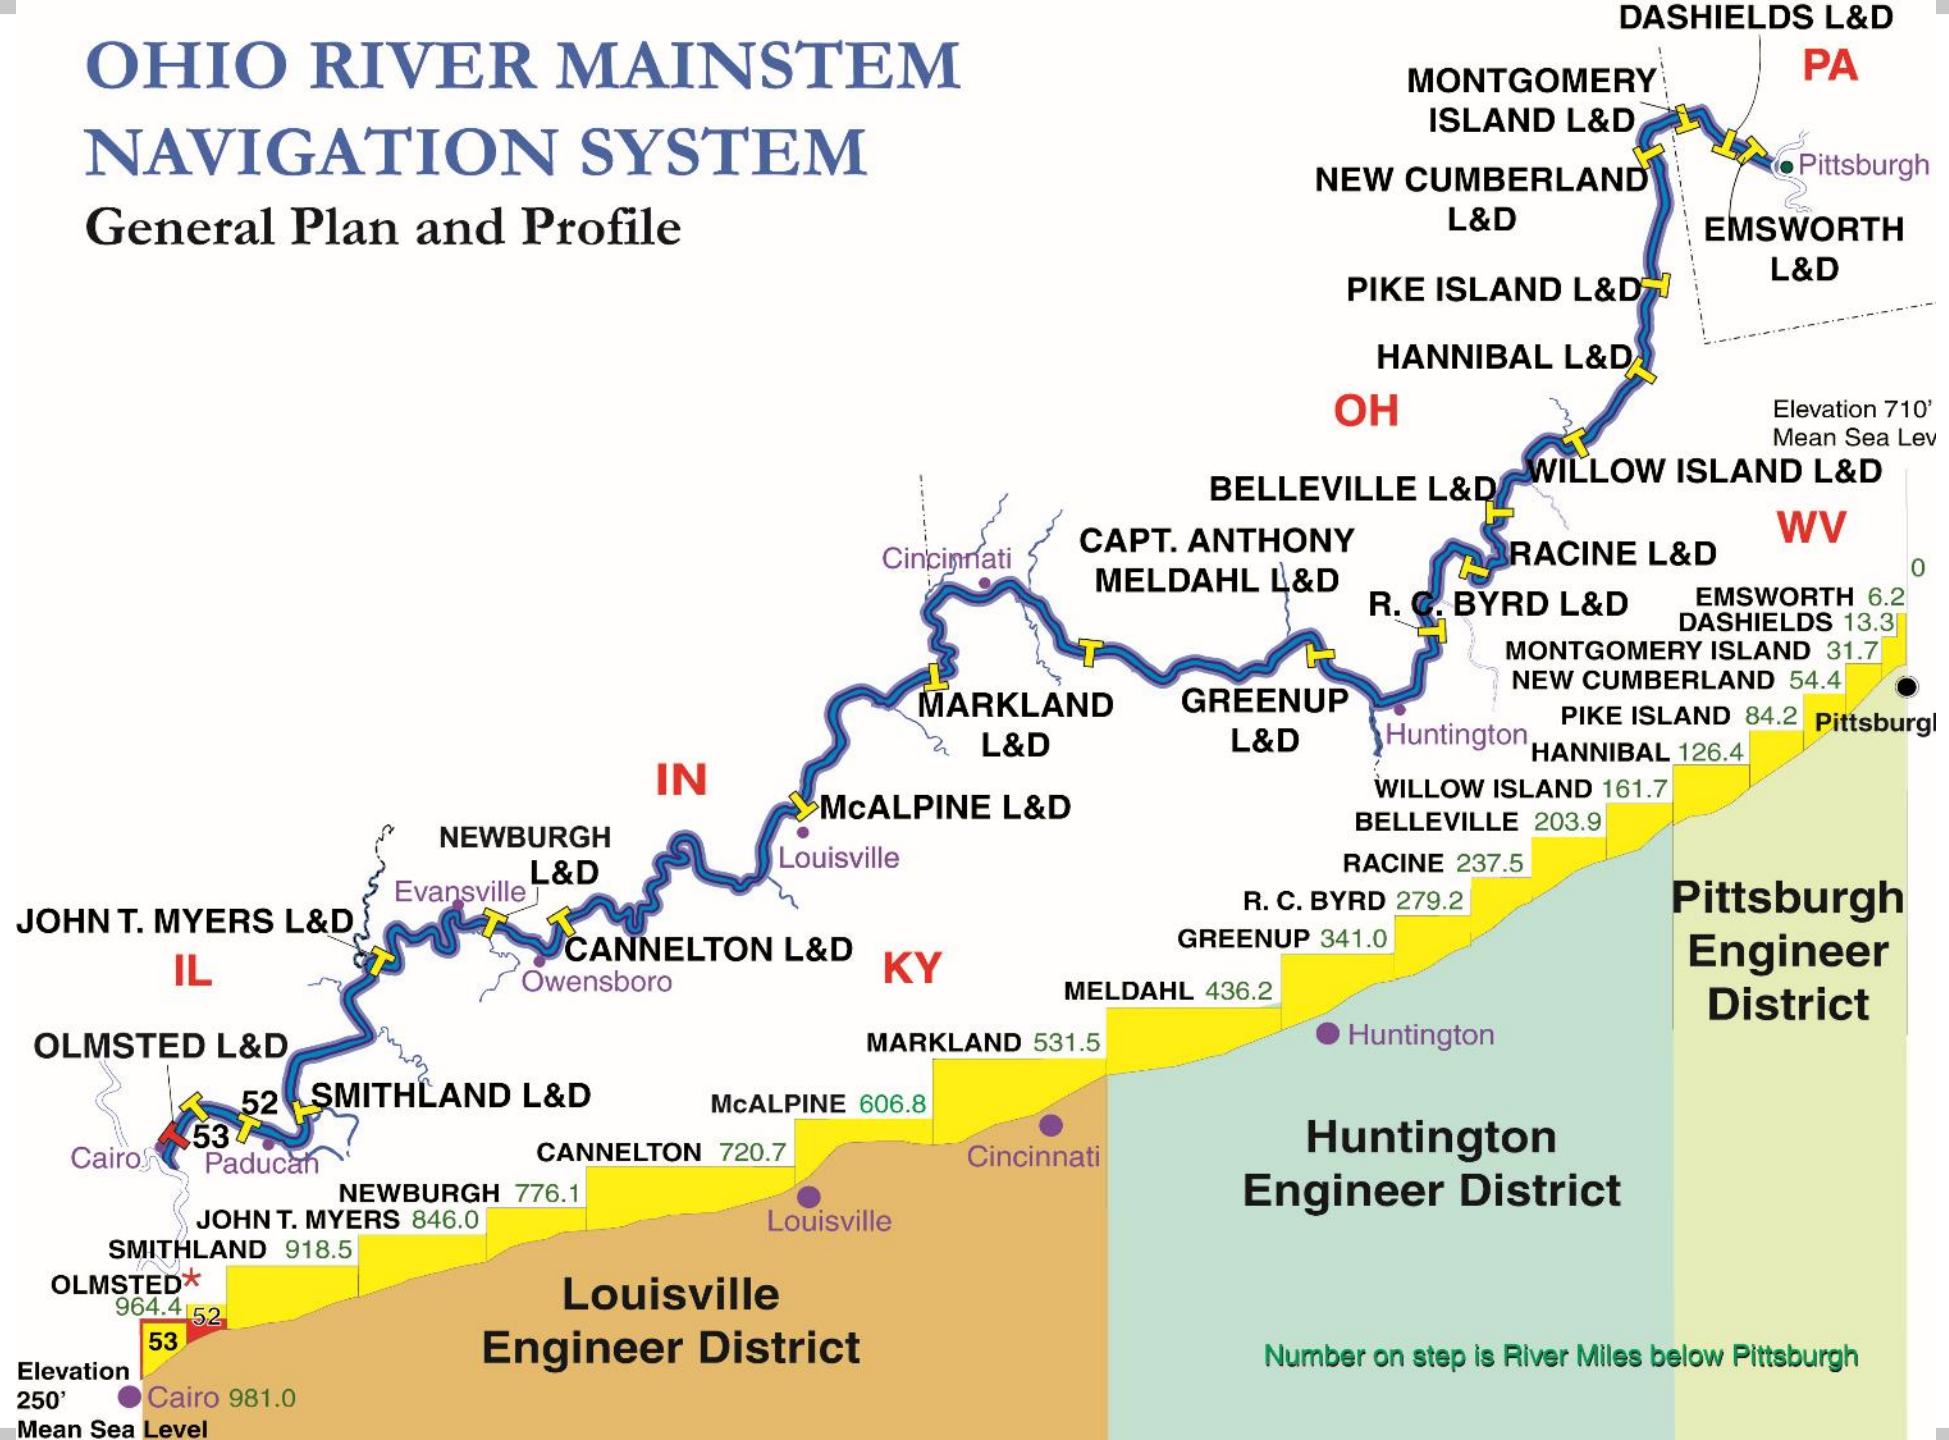 OHIO RIVER MAINSTEM
NAVIGATION SYSTEM
General Plan and Profile
DASHIELDS L&D
PA
MONTGOMERY
ISLAND L&D
Pittsburgh
NEW CUMBERLAND
L&D
EMSWORTH
L&D
PIKE ISLAND L&D
HANNIBAL L&D
OH
Elevation 710'
Mean Sea Lev
WILLOW ISLAND L&D
BELLEVILLE L&D
WV
CAPT. ANTHONY
MELDAHL L&D
Cincinnati
RACINE L&D
R. C. BYRD L&D
MARKLAND
L&D
GREENUP
L&D
Huntington
IN
McALPINE L&D
Louisville
NEWBURGH
L&D
Evansville
JOHN T. MYERS L&D
CANNELTON L&D
Owensboro
IL
KY
OLMSTED L&D
52
SMITHLAND L&D
53
Cairo
Paducah
0
EMSWORTH 6.2
DASHIELDS 13.3
MONTGOMERY ISLAND 31.7
NEW CUMBERLAND 54.4
PIKE ISLAND 84.2
Pittsburgh
HANNIBAL 126.4
WILLOW ISLAND 161.7
BELLEVILLE 203.9
RACINE 237.5
R. C. BYRD 279.2
GREENUP 341.0
MELDAHL 436.2
MARKLAND 531.5
McALPINE 606.8
CANNELTON 720.7
NEWBURGH 776.1
JOHN T. MYERS 846.0
SMITHLAND 918.5
OLMSTED*
964.4
52
53
Elevation
250'
Mean Sea Level
Cairo 981.0
Louisville
Cincinnati
Huntington
Louisville
Engineer District
Huntington
Engineer District
Pittsburgh
Engineer
District
Number on step is River Miles below Pittsburgh